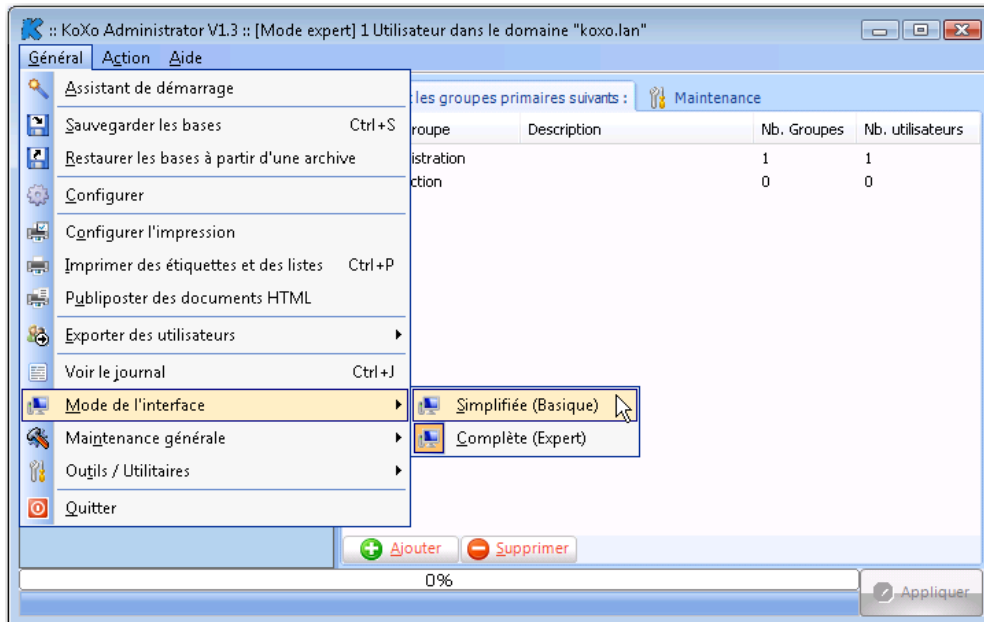 :: KoXo Administrator V1.3 :: [Mode expert] 1 Utilisateur dans le domaine "koxo.lan"
Général Action Aide
Assistant de démarrage
les groupes primaires suivants : Maintenance
Sauvegarder les bases Ctrl+S
roupe Description Nb. Groupes Nb. utilisateurs
Restaurer les bases à partir d'une archive
istration 1 1
ction 0 0
Configurer
Configurer l'impression
Imprimer des étiquettes et des listes Ctrl+P
Publiposter des documents HTML
Exporter des utilisateurs
Voir le journal Ctrl+J
Mode de l'interface
Simplifiée (Basique)
Maintenance générale
Complète (Expert)
Outils / Utilitaires
Quitter
Ajouter Supprimer
0%
Appliquer